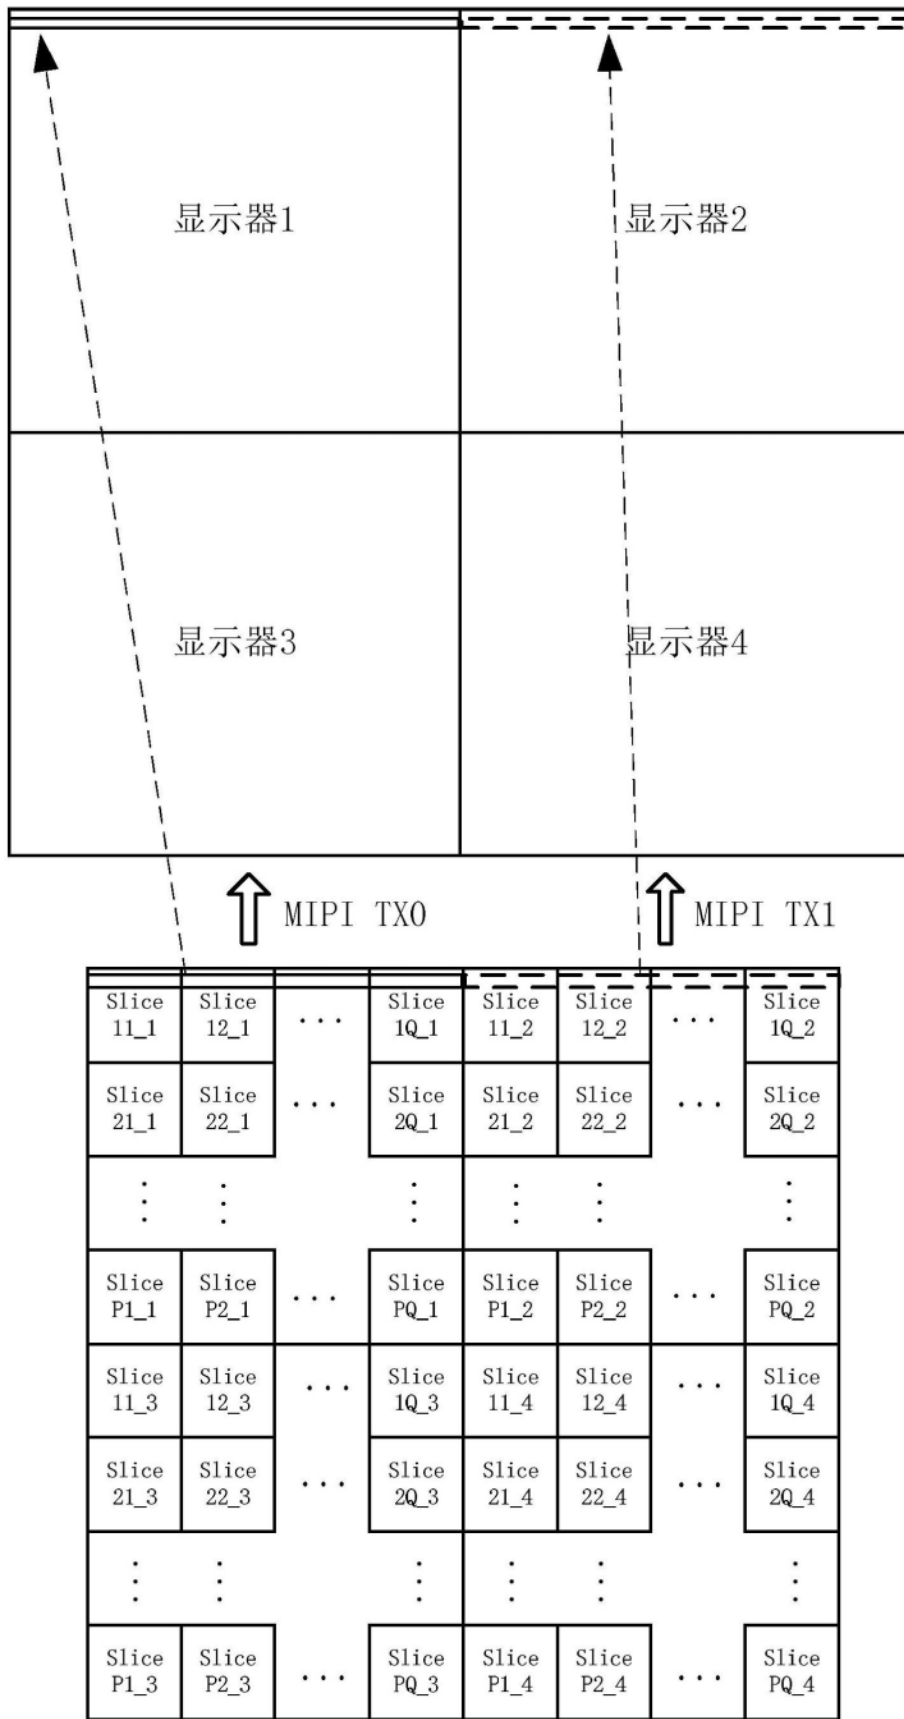 显示器1
显示器2
显示器3
显示器4
MIPI TX0
MIPI TX1
Slice Slice ... Slice Slice Slice ... Slice
11_1 12_1 1Q_1 11_2 12_2 1Q_2
Slice Slice ... Slice Slice Slice ... Slice
21_1 22_1 2Q_1 21_2 22_2 2Q_2
Slice Slice ... Slice Slice Slice ... Slice
P1_1 P2_1 PQ_1 P1_2 P2_2 PQ_2
Slice Slice ... Slice Slice Slice ... Slice
11_3 12_3 1Q_3 11_4 12_4 1Q_4
Slice Slice ... Slice Slice Slice ... Slice
21_3 22_3 2Q_3 21_4 22_4 2Q_4
Slice Slice ... Slice Slice Slice ... Slice
P1_3 P2_3 PQ_3 P1_4 P2_4 PQ_4